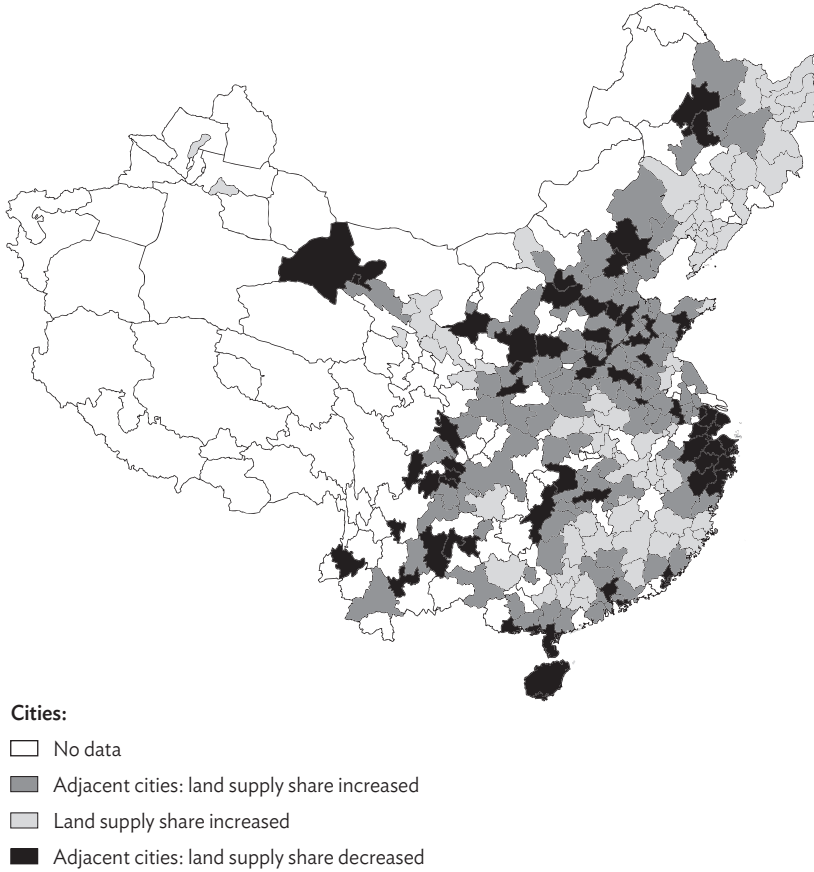 Cities:
No data
Adjacent cities: land supply share increased
Land supply share increased
Adjacent cities: land supply share decreased